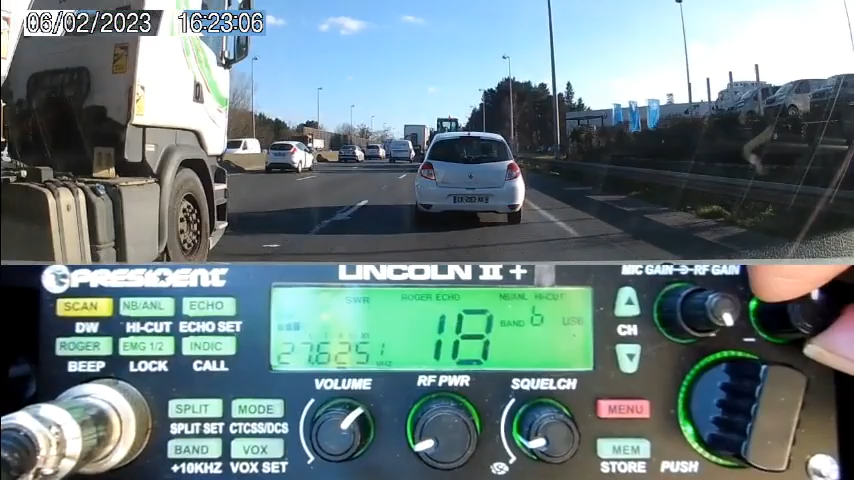 06/02/2023 16:23:06
PRESIDENT LINCOLN II + MIC GAIN RF GAIN
SCAN NB/ANL ECHO
DW HI-CUT ECHO SET
ROGER EMG 1/2 INDIC
BEEP LOCK CALL
SWR ROGER ECHO NB/ANL HI-CUT
18 BAND b USB
27.6251
CH
VOLUME RF PWR SQUELCH
SPLIT MODE
SPLIT SET CTCSS/DCS
BAND VOX
+10KHZ VOX SET
MENU
MEM
STORE PUSH